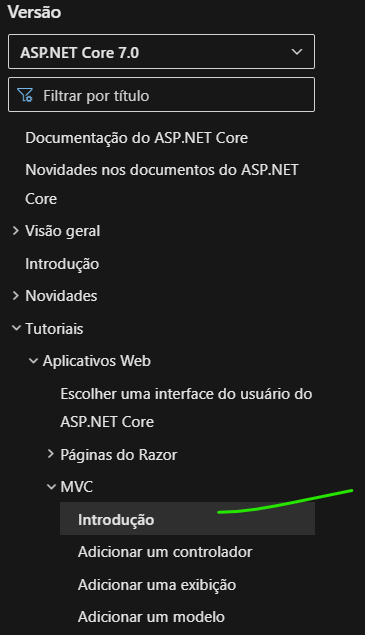 Versão
ASP.NET Core 7.0
Filtrar por título
Documentação do ASP.NET Core
Novidades nos documentos do ASP.NET
Core
Visão geral
Introdução
Novidades
Tutoriais
Aplicativos Web
Escolher uma interface do usuário do
ASP.NET Core
Páginas do Razor
MVC
Introdução
Adicionar um controlador
Adicionar uma exibição
Adicionar um modelo